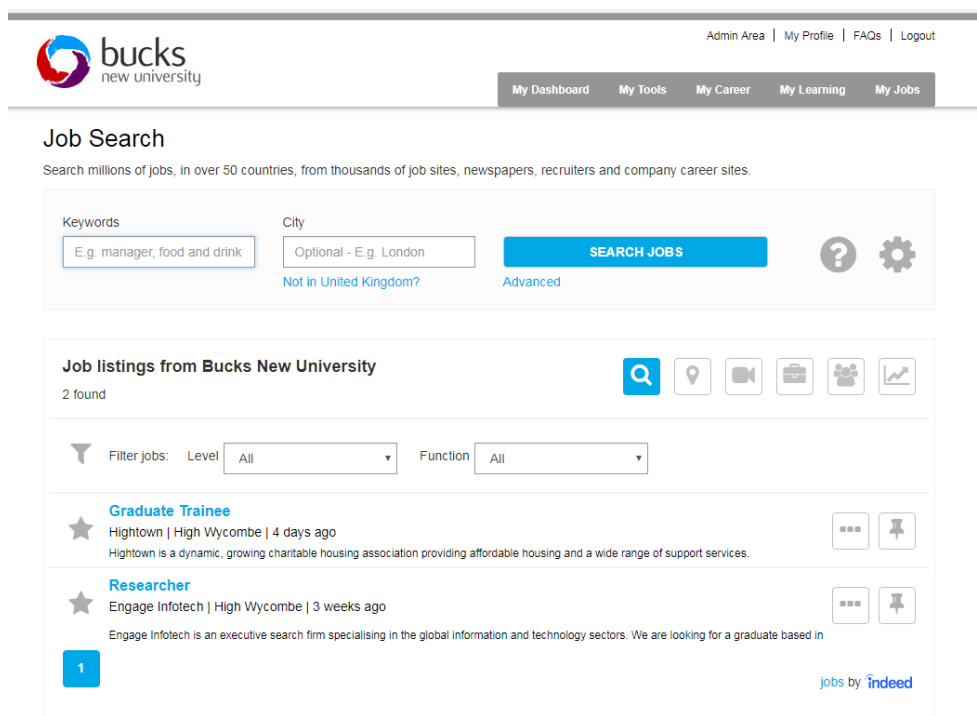 Admin Area | My Profile | FAQs | Logout
bucks
new university
My Dashboard My Tools My Career My Learning My Jobs
Job Search
Search millions of jobs, in over 50 countries, from thousands of job sites, newspapers, recruiters and company career sites.
Keywords City
E.g. manager, food and drink Optional - E.g. London SEARCH JOBS ?
Not in United Kingdom? Advanced
Job listings from Bucks New University
2 found
Filter jobs: Level All Function All
Graduate Trainee
Hightown | High Wycombe | 4 days ago
Hightown is a dynamic, growing charitable housing association providing affordable housing and a wide range of support services.
Researcher
Engage Infotech | High Wycombe | 3 weeks ago
Engage Infotech is an executive search firm specialising in the global information and technology sectors. We are looking for a graduate based in
1
jobs by indeed